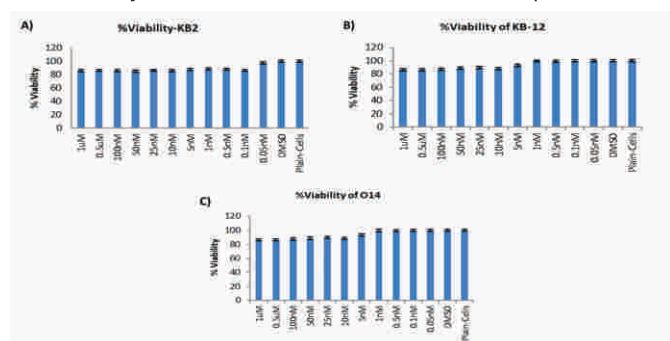 A)
%Viability-KB2
120
100
80
60
40
20
0
% Viability
1uM
0.5uM
100nM
50nM
25nM
10nM
5nM
1nM
0.5nM
0.1nM
0.05nM
DMSO
Plain-Cells
B)
%Viability of KB-12
120
100
80
60
40
20
0
% Viability
1uM
0.5uM
100nM
50nM
25nM
10nM
5nM
1nM
0.5nM
0.1nM
0.05nM
DMSO
Plain-Cells
C)
%Viability of O14
120
100
80
60
40
20
0
% Viability
1uM
0.5uM
100nM
50nM
25nM
10nM
5nM
1nM
0.5nM
0.1nM
0.05nM
DMSO
Plain Cells